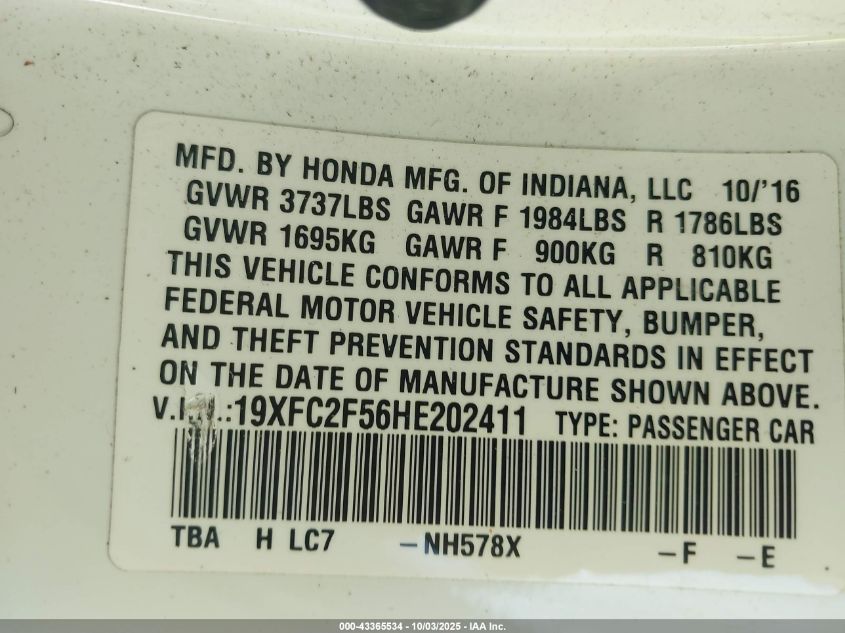 MFD. BY HONDA MFG. OF INDIANA, LLC 10/'16
GVWR 3737LBS GAWR F 1984LBS R 1786LBS
GVWR 1695KG GAWR F 900KG R 810KG
THIS VEHICLE CONFORMS TO ALL APPLICABLE
FEDERAL MOTOR VEHICLE SAFETY, BUMPER,
AND THEFT PREVENTION STANDARDS IN EFFECT
ON THE DATE OF MANUFACTURE SHOWN ABOVE.
V.I.N.:19XFC2F56HE202411 TYPE: PASSENGER CAR
TBA H LC7 –NH578X –F –E
000-43365534 - 10/03/2025 - IAA Inc.